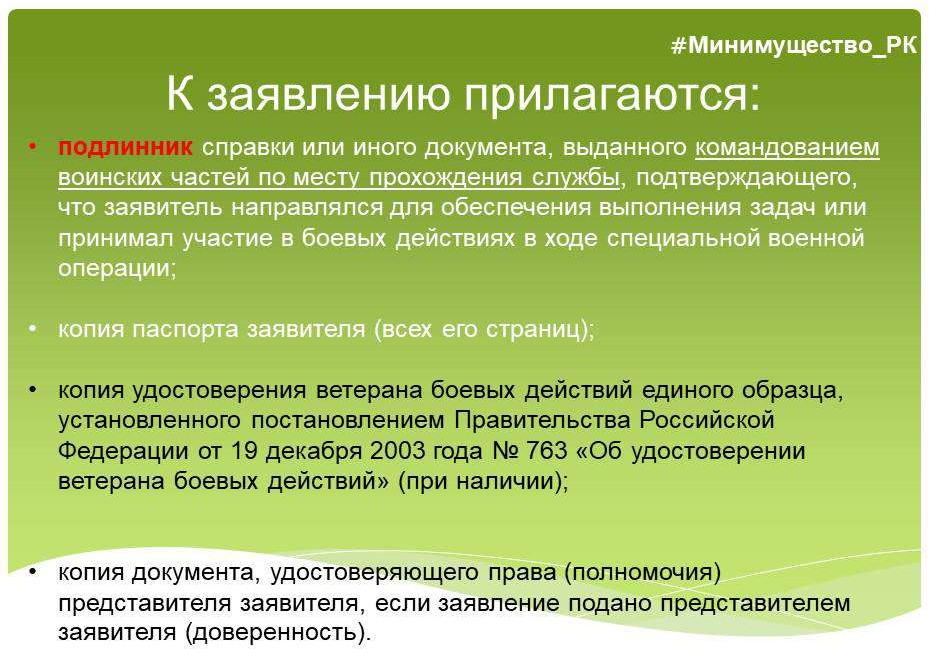 #Минимущество_РК
К заявлению прилагаются:
• подлинник справки или иного документа, выданного командованием
воинских частей по месту прохождения службы, подтверждающего,
что заявитель направлялся для обеспечения выполнения задач или
принимал участие в боевых действиях в ходе специальной военной
операции;
• копия паспорта заявителя (всех его страниц);
• копия удостоверения ветерана боевых действий единого образца,
установленного постановлением Правительства Российской
Федерации от 19 декабря 2003 года № 763 «Об удостоверении
ветерана боевых действий» (при наличии);
• копия документа, удостоверяющего права (полномочия)
представителя заявителя, если заявление подано представителем
заявителя (доверенность).